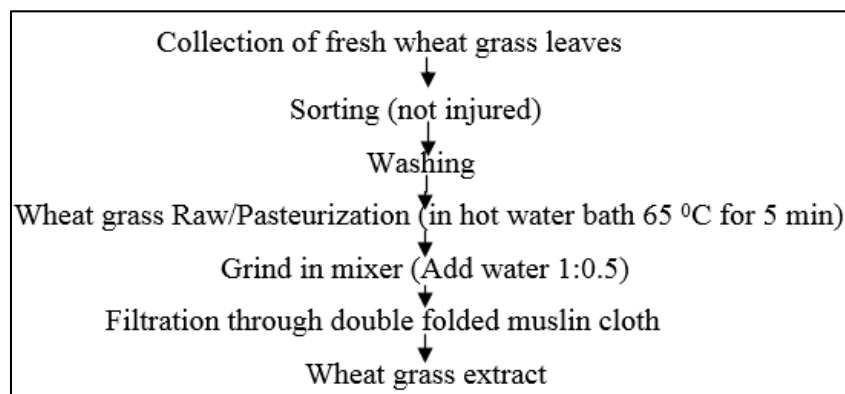 Collection of fresh wheat grass leaves
Sorting (not injured)
Washing
Wheat grass Raw/Pasteurization (in hot water bath 65 ⁰C for 5 min)
Grind in mixer (Add water 1:0.5)
Filtration through double folded muslin cloth
Wheat grass extract